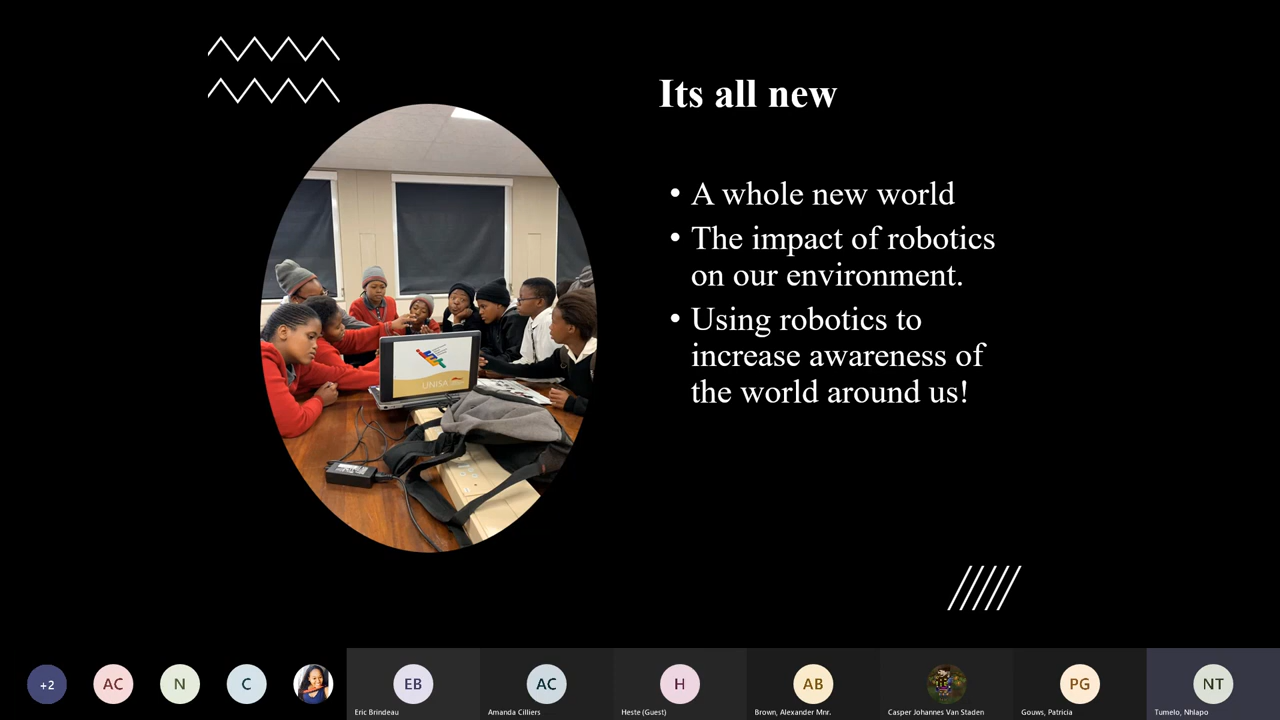 Its all new
• A whole new world
• The impact of robotics
on our environment.
• Using robotics to
increase awareness of
the world around us!
UNISA
+2
AC
N
C
EB
AC
H
AB
PG
NT
Eric Brindeau
Amanda Cilliers
Heste (Guest)
Brown, Alexander Mnr.
Casper Johannes Van Staden
Gouws, Patricia
Tumelo, Nhlapo